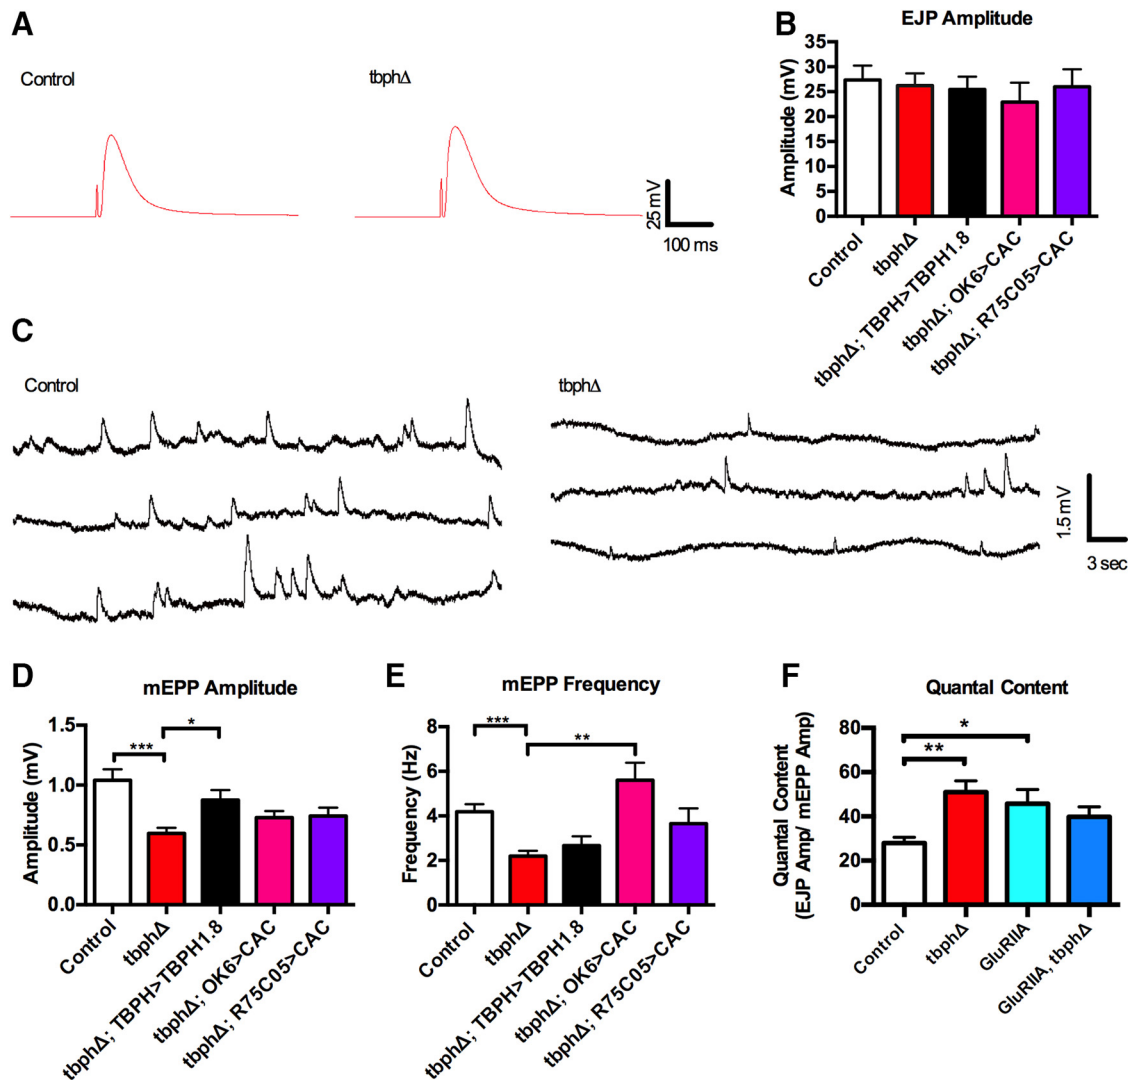 A
Control
tbphΔ
25 mV
100 ms
B
EJP Amplitude
Amplitude (mV)
35
30
25
20
15
10
5
0
Control
tbphΔ
tbphΔ; TBPH>TBPH1.8
tbphΔ; OK6>CAC
tbphΔ; R75C05>CAC
C
Control
tbphΔ
1.5 mV
3 sec
D
mEPP Amplitude
Amplitude (mV)
1.5
1.0
0.5
0.0
***
*
Control
tbphΔ
tbphΔ; TBPH>TBPH1.8
tbphΔ; OK6>CAC
tbphΔ; R75C05>CAC
E
mEPP Frequency
Frequency (Hz)
8
6
4
2
0
***
**
Control
tbphΔ
tbphΔ; TBPH>TBPH1.8
tbphΔ; OK6>CAC
tbphΔ; R75C05>CAC
F
Quantal Content
Quantal Content
(EJP Amp/ mEPP Amp)
80
60
40
20
0
*
**
Control
tbphΔ
GluRIIA
GluRIIA, tbphΔ